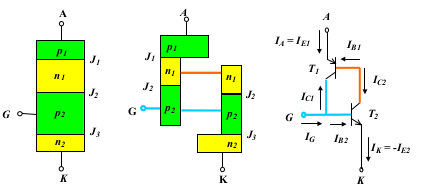 A
p1
J1
n1
J2
G
p2
J3
n2
K
A
p1
J1
n1
n1
J2
J2
G
p2
p2
J3
n2
K
A
IA = IE1
IB1
T1
IC2
IC1
G
T2
IG
IB2
IK = -IE2
K